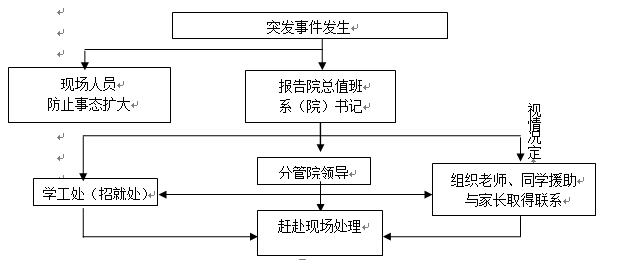 突发事件发生
现场人员
防止事态扩大
报告院总值班
系（院）书记
视情况定
分管院领导
学工处（招就处）
组织老师、同学援助
与家长取得联系
赶赴现场处理